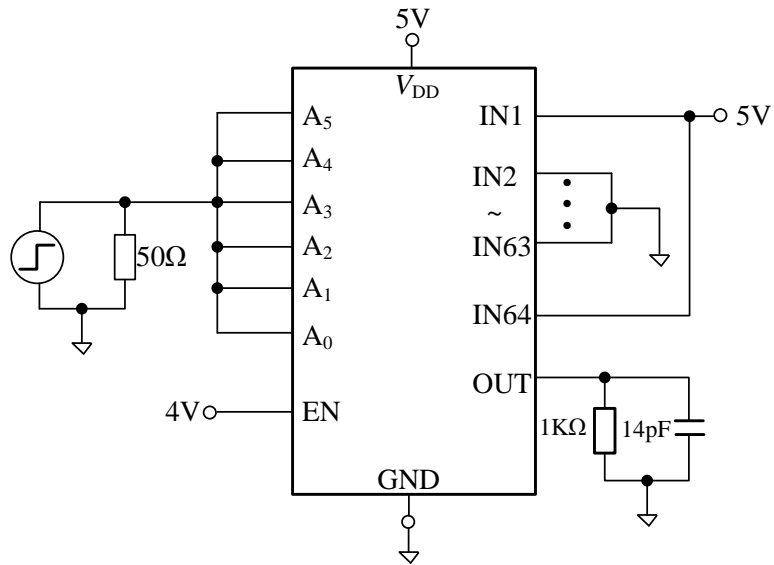 5V
V_DD
A5
A4
A3
A2
A1
A0
50Ω
4V
EN
IN1
5V
IN2
~
IN63
IN64
OUT
1KΩ
14pF
GND